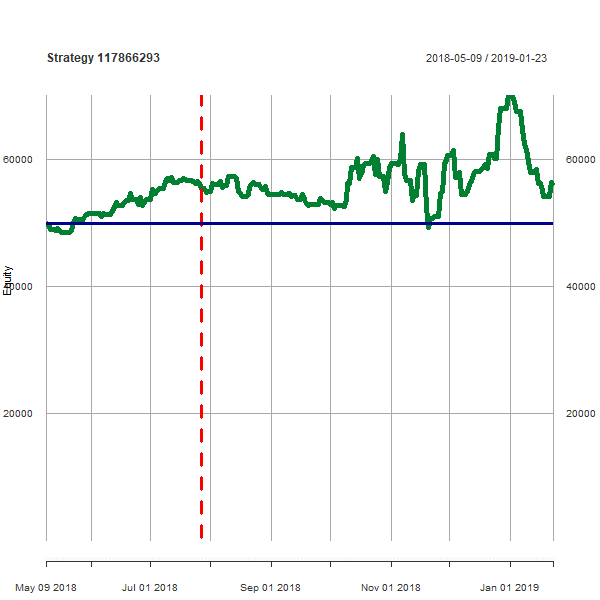 Strategy 117866293
2018-05-09 / 2019-01-23
60000
60000
Equity
40000
40000
20000
20000
May 09 2018
Jul 01 2018
Sep 01 2018
Nov 01 2018
Jan 01 2019